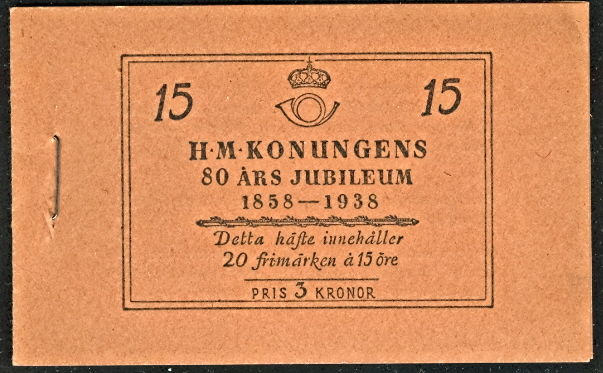 15 15
H·M·KONUNGENS
80 ÅRS JUBILEUM
1858—1938
Detta häfte innehåller
20 frimärken à 15 öre
PRIS 3 KRONOR